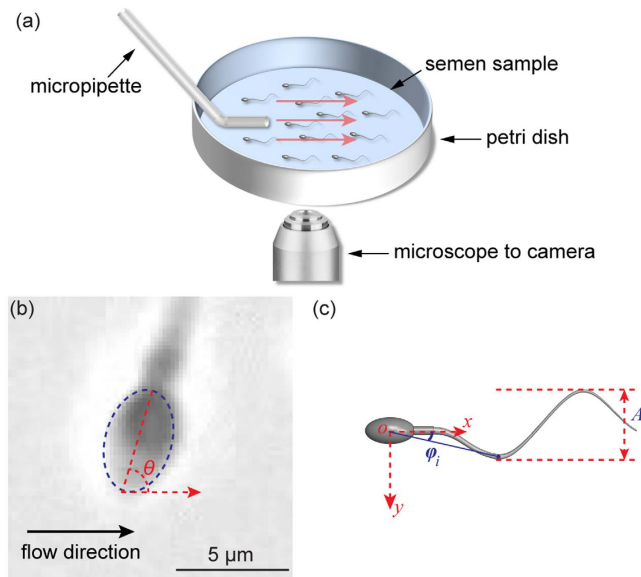 (a)
semen sample
micropipette
petri dish
microscope to camera
(b)
(c)
θ
flow direction
5 µm
o
x
φi
y
A